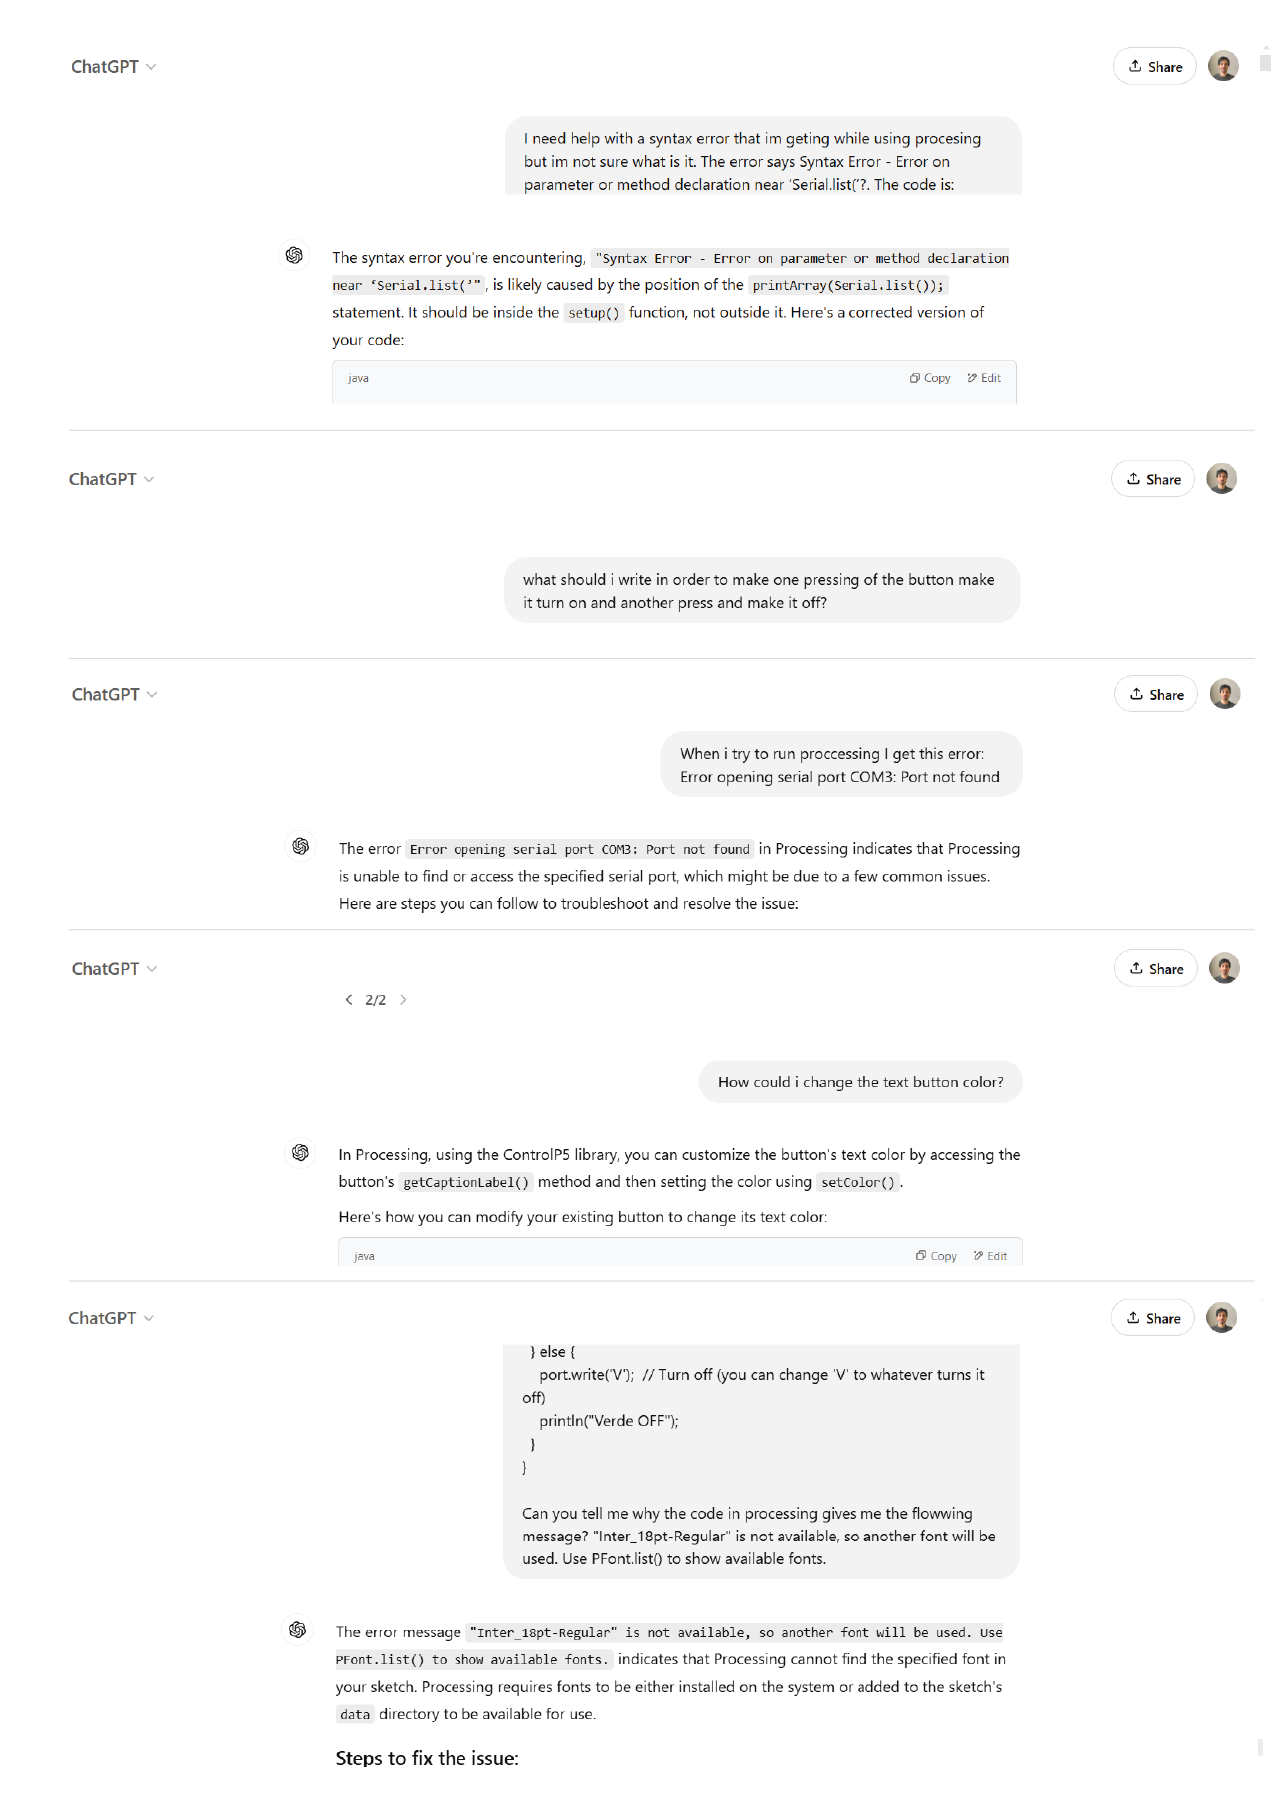 ChatGPT
Share
I need help with a syntax error that im geting while using procesing
but im not sure what is it. The error says Syntax Error - Error on
parameter or method declaration near ‘Serial.list(’?. The code is:
The syntax error you're encountering, "Syntax Error - Error on parameter or method declaration
near ‘Serial.list(’", is likely caused by the position of the printArray(Serial.list());
statement. It should be inside the setup() function, not outside it. Here's a corrected version of
your code:
java Copy Edit
ChatGPT
Share
what should i write in order to make one pressing of the button make
it turn on and another press and make it off?
ChatGPT
Share
When i try to run proccessing I get this error:
Error opening serial port COM3: Port not found
The error Error opening serial port COM3: Port not found in Processing indicates that Processing
is unable to find or access the specified serial port, which might be due to a few common issues.
Here are steps you can follow to troubleshoot and resolve the issue:
ChatGPT
Share
< 2/2 >
How could i change the text button color?
In Processing, using the ControlP5 library, you can customize the button's text color by accessing the
button's getCaptionLabel() method and then setting the color using setColor().
Here's how you can modify your existing button to change its text color:
java Copy Edit
ChatGPT
Share
} else {
port.write('V'); // Turn off (you can change 'V' to whatever turns it
off)
println("Verde OFF");
}
}
Can you tell me why the code in processing gives me the flowwing
message? "Inter_18pt-Regular" is not available, so another font will be
used. Use PFont.list() to show available fonts.
The error message "Inter_18pt-Regular" is not available, so another font will be used. Use
PFont.list() to show available fonts. indicates that Processing cannot find the specified font in
your sketch. Processing requires fonts to be either installed on the system or added to the sketch's
data directory to be available for use.
Steps to fix the issue: